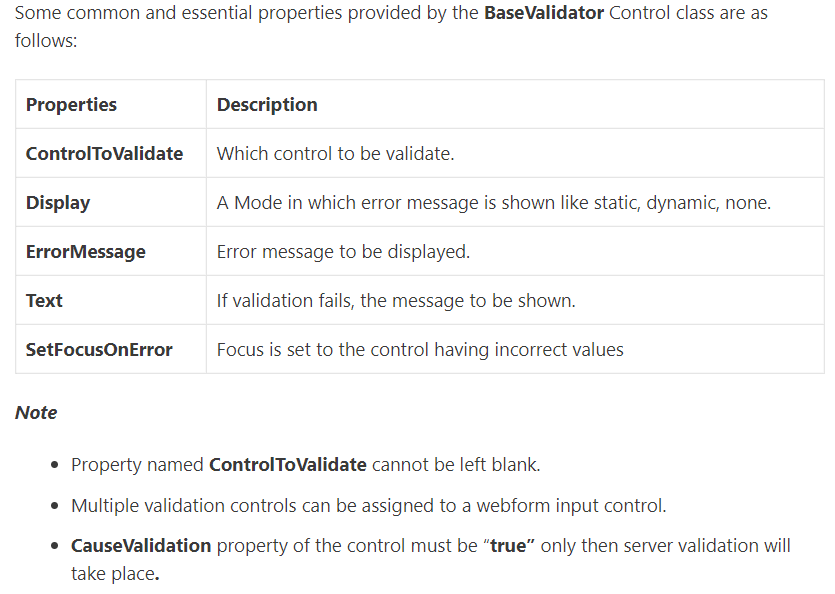 Some common and essential properties provided by the BaseValidator Control class are as
follows:
Properties Description
ControlToValidate Which control to be validate.
Display A Mode in which error message is shown like static, dynamic, none.
ErrorMessage Error message to be displayed.
Text If validation fails, the message to be shown.
SetFocusOnError Focus is set to the control having incorrect values
Note
• Property named ControlToValidate cannot be left blank.
• Multiple validation controls can be assigned to a webform input control.
• CauseValidation property of the control must be “true” only then server validation will
take place.